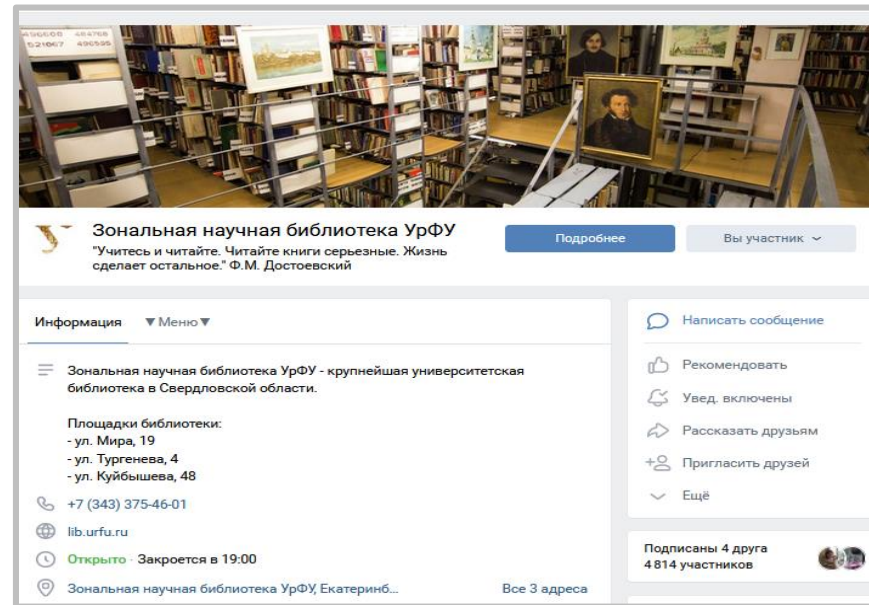 Зональная научная библиотека УрФУ
"Учитесь и читайте. Читайте книги серьезные. Жизнь
сделает остальное." Ф.М. Достоевский
Подробнее
Вы участник
Информация ▼Меню▼
Зональная научная библиотека УрФУ - крупнейшая университетская
библиотека в Свердловской области.
Площадки библиотеки:
- ул. Мира, 19
- ул. Тургенева, 4
- ул. Куйбышева, 48
+7 (343) 375-46-01
lib.urfu.ru
Открыто · Закроется в 19:00
Зональная научная библиотека УрФУ, Екатеринб... Все 3 адреса
Написать сообщение
Рекомендовать
Увед. включены
Рассказать друзьям
Пригласить друзей
Ещё
Подписаны 4 друга
4 814 участников